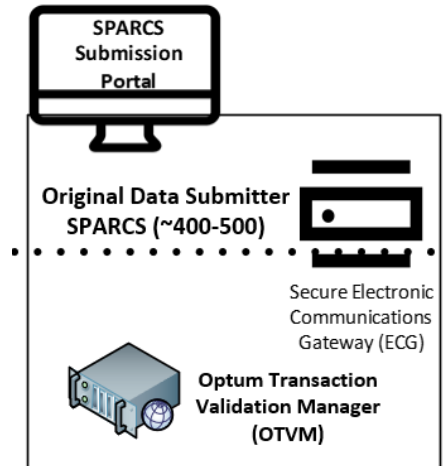 SPARCS
Submission
Portal
Original Data Submitter
SPARCS (~400-500)
Secure Electronic
Communications
Gateway (ECG)
Optum Transaction
Validation Manager
(OTVM)